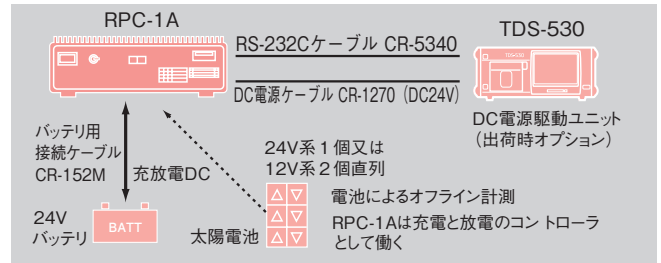 RPC-1A
TDS-530
RS-232Cケーブル CR-5340
TDS-530
DC電源ケーブル CR-1270（DC24V）
DC電源駆動ユニット
（出荷時オプション）
バッテリ用
接続ケーブル
CR-152M
充放電DC
24V系1個又は
12V系2個直列
24V
バッテリ
BATT
太陽電池
電池によるオフライン計測
RPC-1Aは充電と放電のコントローラ
として働く